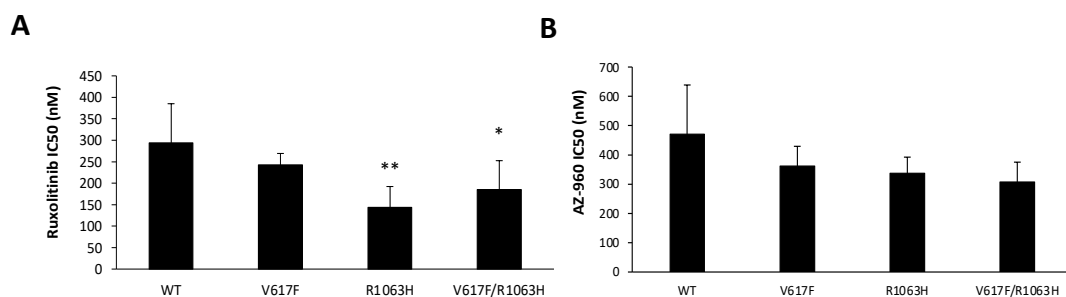 A
Ruxolitinib IC50 (nM)
450
400
350
300
250
200
150
100
50
0
**
*
WT
V617F
R1063H
V617F/R1063H
B
AZ-960 IC50 (nM)
700
600
500
400
300
200
100
0
WT
V617F
R1063H
V617F/R1063H